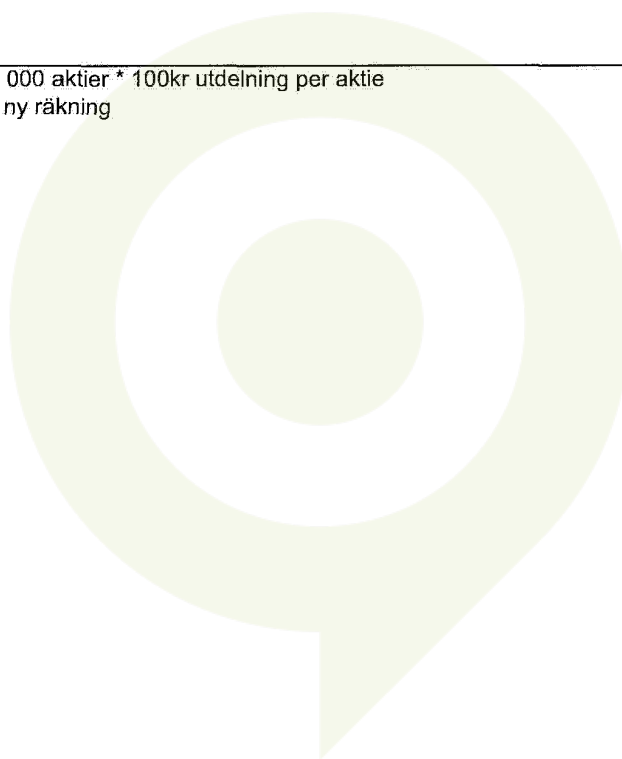 000 aktier * 100kr utdelning per aktie
ny räkning